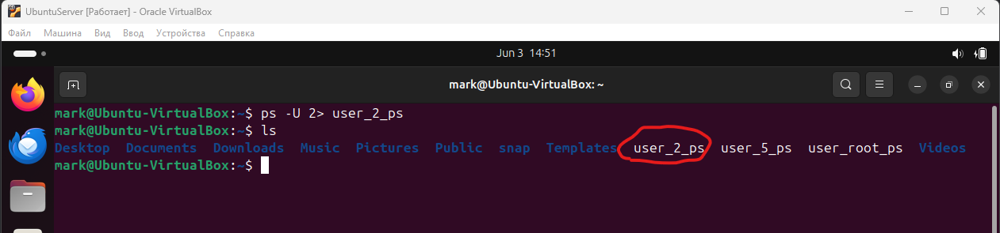 UbuntuServer [Работает] - Oracle VirtualBox
Файл Машина Вид Ввод Устройства Справка
Jun 3 14:51
mark@Ubuntu-VirtualBox: ~
mark@Ubuntu-VirtualBox:~$ ps -U 2> user_2_ps
mark@Ubuntu-VirtualBox:~$ ls
Desktop Documents Downloads Music Pictures Public snap Templates user_2_ps user_5_ps user_root_ps Videos
mark@Ubuntu-VirtualBox:~$